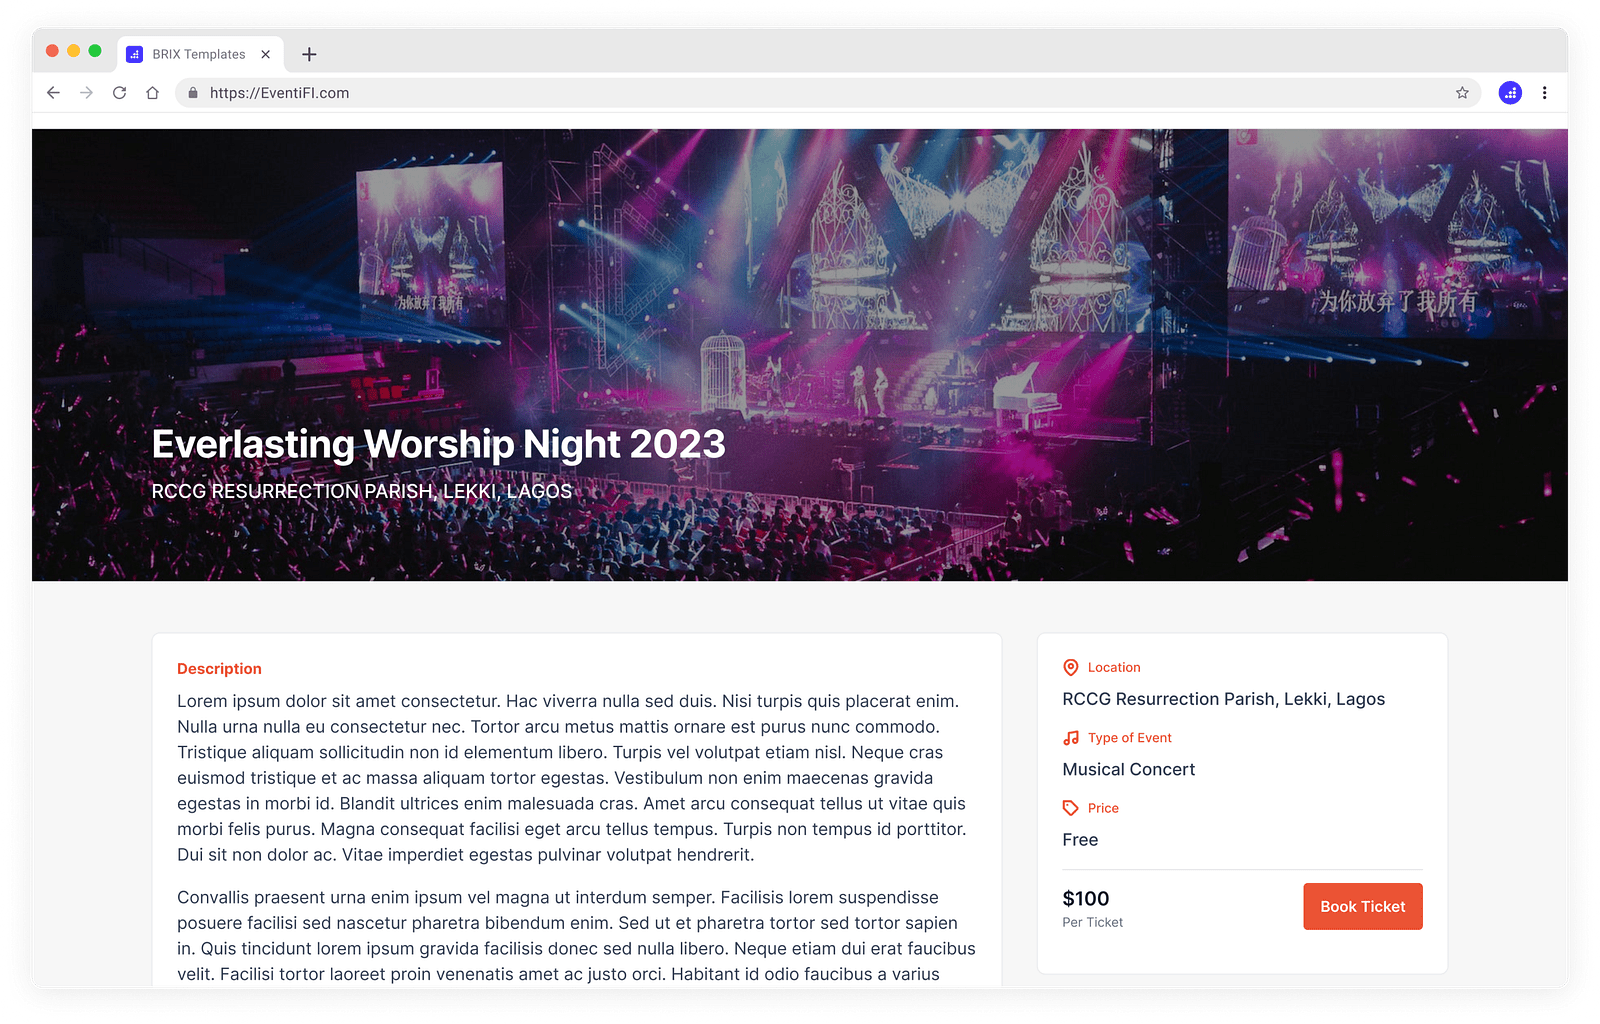 BRIX Templates
https://EventiFI.com
为你放弃了我所有
为你放弃了我所有
Everlasting Worship Night 2023
RCCG RESURRECTION PARISH, LEKKI, LAGOS
Description
Lorem ipsum dolor sit amet consectetur. Hac viverra nulla sed duis. Nisi turpis quis placerat enim.
Nulla urna nulla eu consectetur nec. Tortor arcu metus mattis ornare est purus nunc commodo.
Tristique aliquam sollicitudin non id elementum libero. Turpis vel volutpat etiam nisl. Neque cras
euismod tristique et ac massa aliquam tortor egestas. Vestibulum non enim maecenas gravida
egestas in morbi id. Blandit ultrices enim malesuada cras. Amet arcu consequat tellus ut vitae quis
morbi felis purus. Magna consequat facilisi eget arcu tellus tempus. Turpis non tempus id porttitor.
Dui sit non dolor ac. Vitae imperdiet egestas pulvinar volutpat hendrerit.
Convallis praesent urna enim ipsum vel magna ut interdum semper. Facilisis lorem suspendisse
posuere facilisi sed nascetur pharetra bibendum enim. Sed ut et pharetra tortor sed tortor sapien
in. Quis tincidunt lorem ipsum gravida facilisis donec sed nulla libero. Neque etiam dui erat faucibus
velit. Facilisi tortor laoreet proin venenatis amet ac justo orci. Habitant id odio faucibus a varius
Location
RCCG Resurrection Parish, Lekki, Lagos
Type of Event
Musical Concert
Price
Free
$100
Per Ticket
Book Ticket